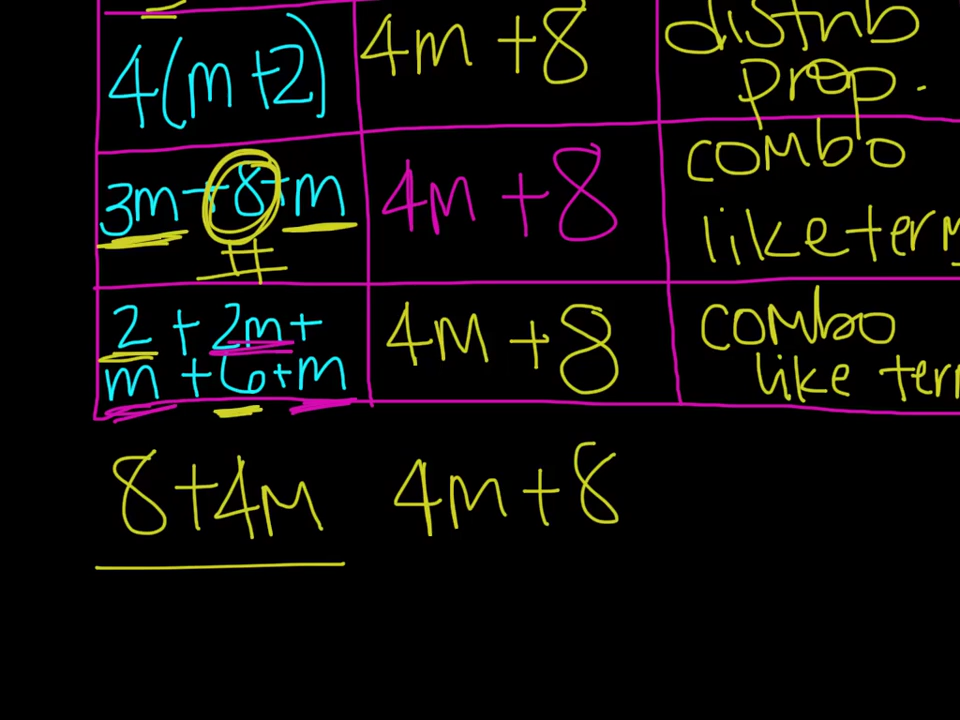 4(m+2) 4m+8 distrib prop.
3m+8+m 4m+8 combo
like term
2 + 2m + 4m+8 combo
m + 6 + m like term
8+4m 4m+8